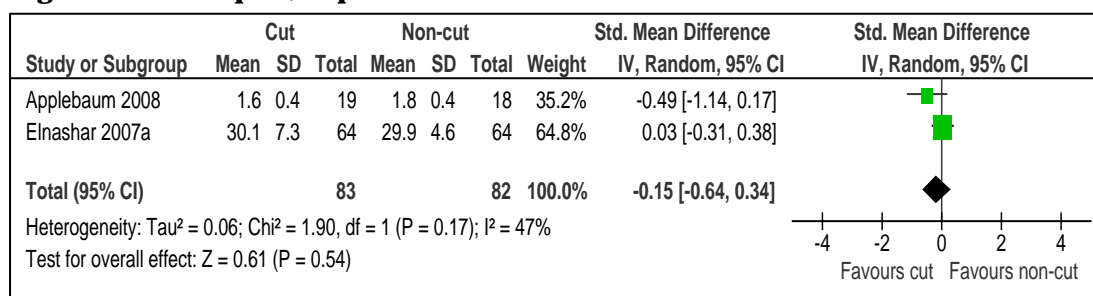 Cut Non-cut Std. Mean Difference Std. Mean Difference
Study or Subgroup Mean SD Total Mean SD Total Weight IV, Random, 95% CI IV, Random, 95% CI
Applebaum 2008 1.6 0.4 19 1.8 0.4 18 35.2% -0.49 [-1.14, 0.17]
Elnashar 2007a 30.1 7.3 64 29.9 4.6 64 64.8% 0.03 [-0.31, 0.38]
Total (95% CI) 83 82 100.0% -0.15 [-0.64, 0.34]
Heterogeneity: Tau² = 0.06; Chi² = 1.90, df = 1 (P = 0.17); I² = 47%
Test for overall effect: Z = 0.61 (P = 0.54)
-4 -2 0 2 4
Favours cut Favours non-cut